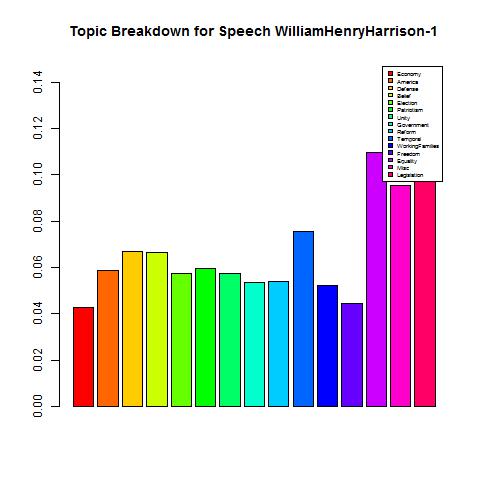 Topic Breakdown for Speech WilliamHenryHarrison-1
0.14
0.12
0.10
0.08
0.06
0.04
0.02
0.00
Economy
America
Defense
Belief
Election
Patriotism
Unity
Government
Reform
Temporal
WorkingFamilies
Freedom
Equality
Misc
Legislation